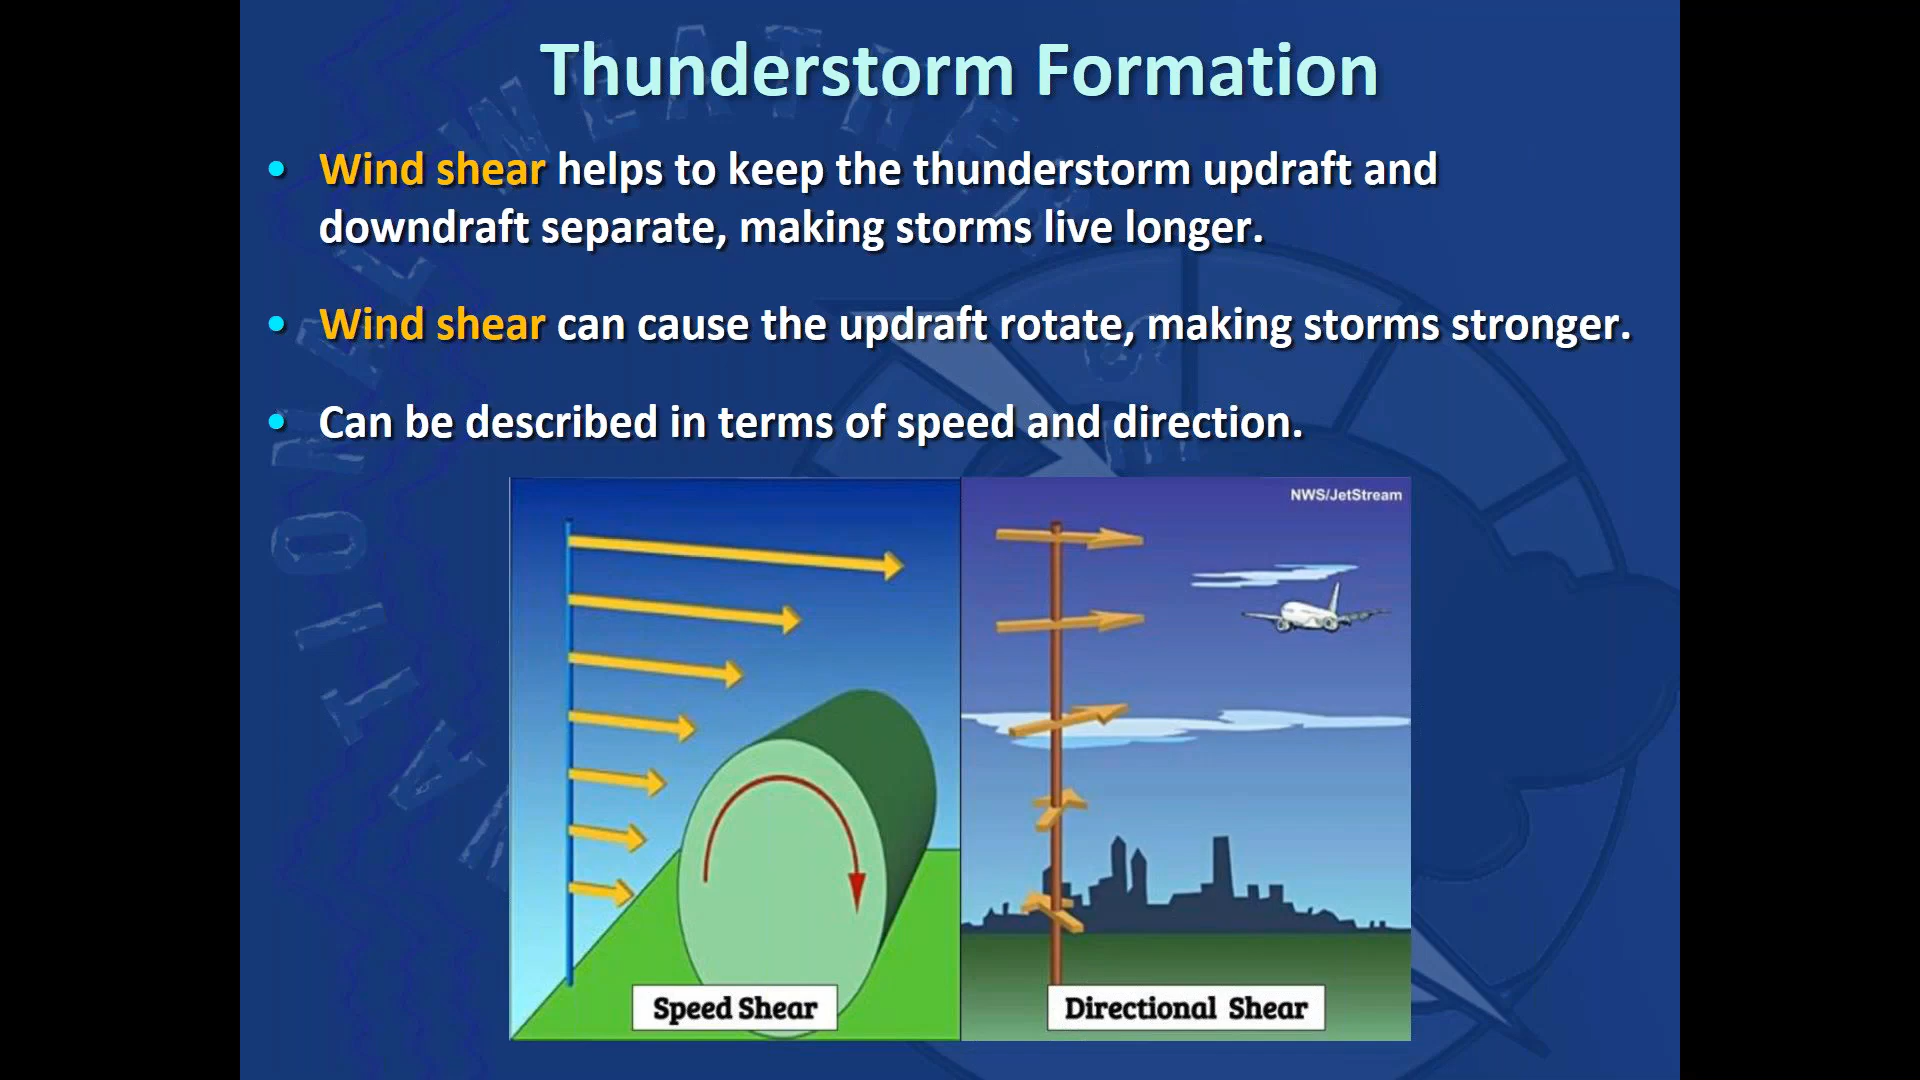 Thunderstorm Formation
• Wind shear helps to keep the thunderstorm updraft and
downdraft separate, making storms live longer.
• Wind shear can cause the updraft rotate, making storms stronger.
• Can be described in terms of speed and direction.
NWS/JetStream
Speed Shear
Directional Shear